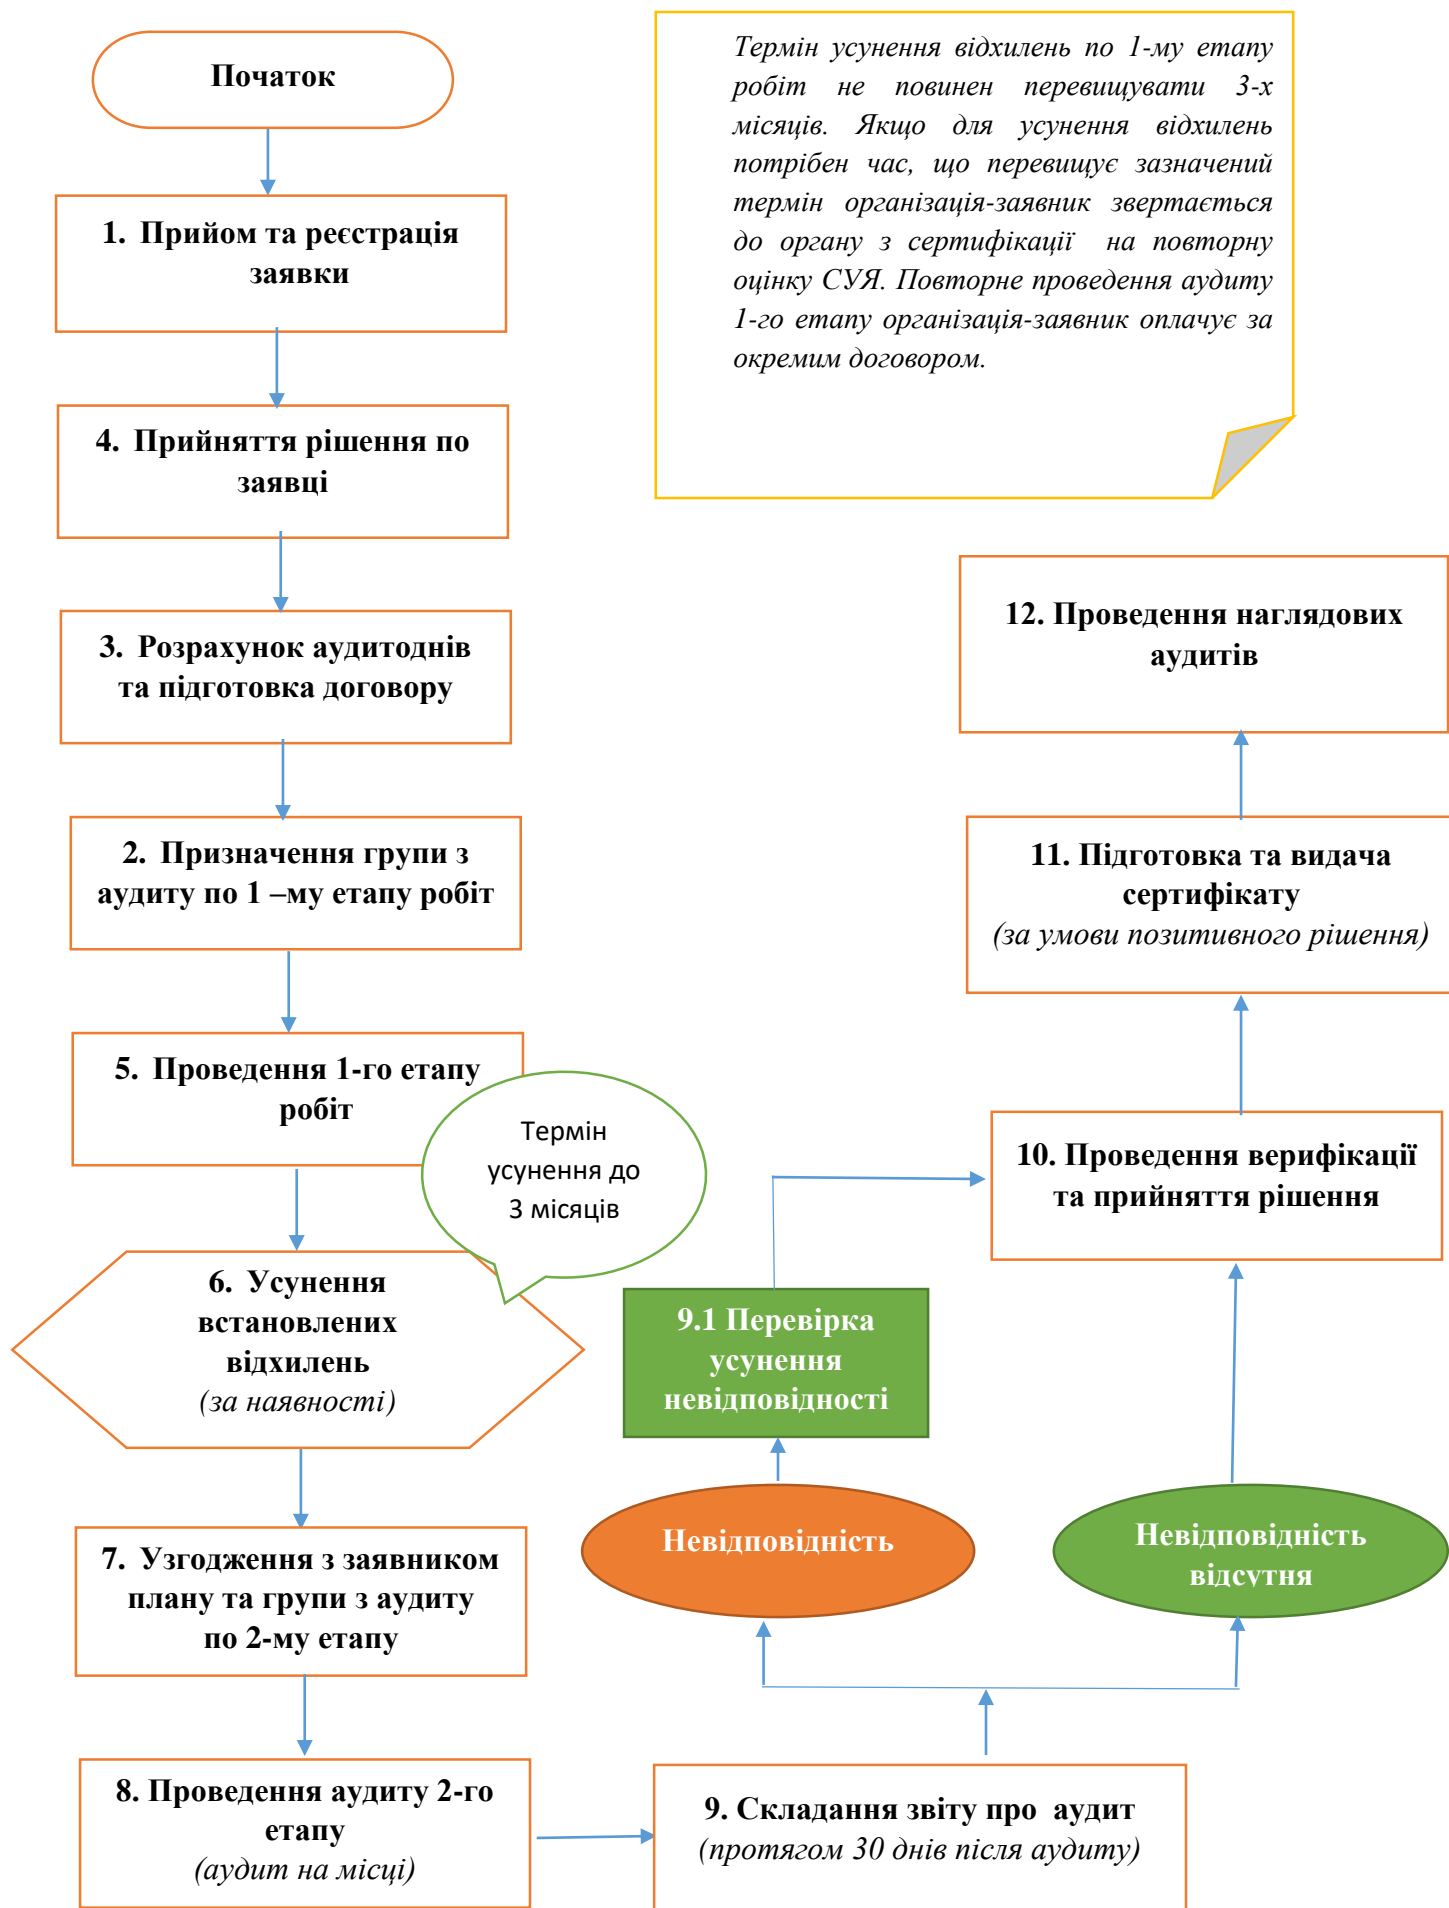 Початок
1. Прийом та реєстрація
заявки
4. Прийняття рішення по
заявці
3. Розрахунок аудитоднів
та підготовка договору
2. Призначення групи з
аудиту по 1 –му етапу робіт
5. Проведення 1-го етапу
робіт
Термін
усунення до
3 місяців
6. Усунення
встановлених
відхилень
(за наявності)
7. Узгодження з заявником
плану та групи з аудиту
по 2-му етапу
8. Проведення аудиту 2-го
етапу
(аудит на місці)
9. Складання звіту про аудит
(протягом 30 днів після аудиту)
Невідповідність
Невідповідність
відсутня
9.1 Перевірка
усунення
невідповідності
10. Проведення верифікації
та прийняття рішення
11. Підготовка та видача
сертифікату
(за умови позитивного рішення)
12. Проведення наглядових
аудитів
Термін усунення відхилень по 1-му етапу
робіт не повинен перевищувати 3-х
місяців. Якщо для усунення відхилень
потрібен час, що перевищує зазначений
термін організація-заявник звертається
до органу з сертифікації на повторну
оцінку СУЯ. Повторне проведення аудиту
1-го етапу організація-заявник оплачує за
окремим договором.